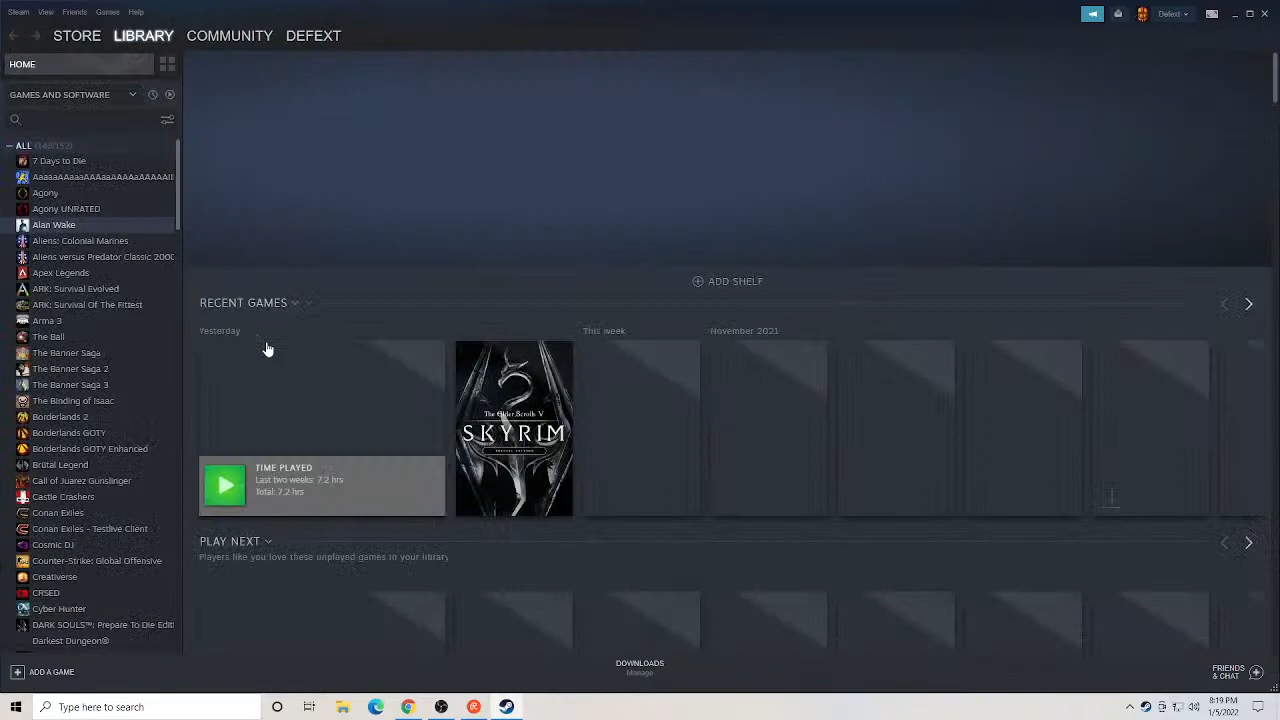 Steam View Friends Games Help
Defext
STORE LIBRARY COMMUNITY DEFEXT
HOME
GAMES AND SOFTWARE
ALL (148/152)
7 Days to Die
Agony
Agony UNRATED
Alan Wake
Aliens: Colonial Marines
Aliens versus Predator Classic 2000
Apex Legends
ARK: Survival Evolved
ARK: Survival Of The Fittest
Arma 3
The Ball
The Banner Saga
The Banner Saga 2
The Banner Saga 3
The Binding of Isaac
Borderlands 2
Borderlands GOTY
Borderlands GOTY Enhanced
Brütal Legend
Call of Juarez Gunslinger
Castle Crashers
Conan Exiles
Conan Exiles - Testlive Client
Cosmic DJ
Counter-Strike: Global Offensive
Creativerse
CRSED
Cyber Hunter
DARK SOULS™: Prepare To Die Editi
Darkest Dungeon®
ADD A GAME
ADD SHELF
RECENT GAMES
Yesterday
This week
November 2021
TIME PLAYED
Last two weeks: 7.2 hrs
Total: 7.2 hrs
The Elder Scrolls V
SKYRIM
SPECIAL EDITION
PLAY NEXT
Players like you love these unplayed games in your library
DOWNLOADS
Manage
FRIENDS
& CHAT
Type here to search
8:19 PM
1/5/2022